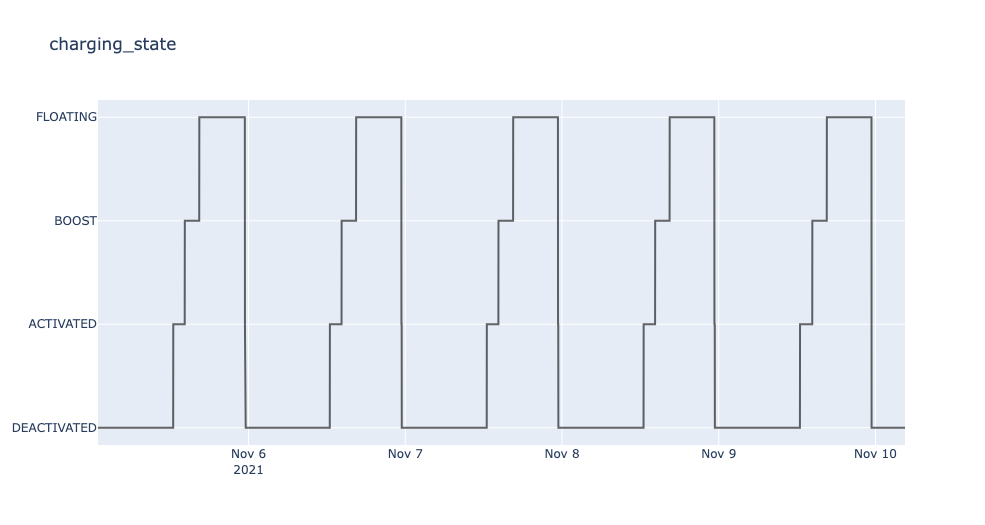 charging_state
FLOATING
BOOST
ACTIVATED
DEACTIVATED
Nov 6 Nov 7 Nov 8 Nov 9 Nov 10
2021